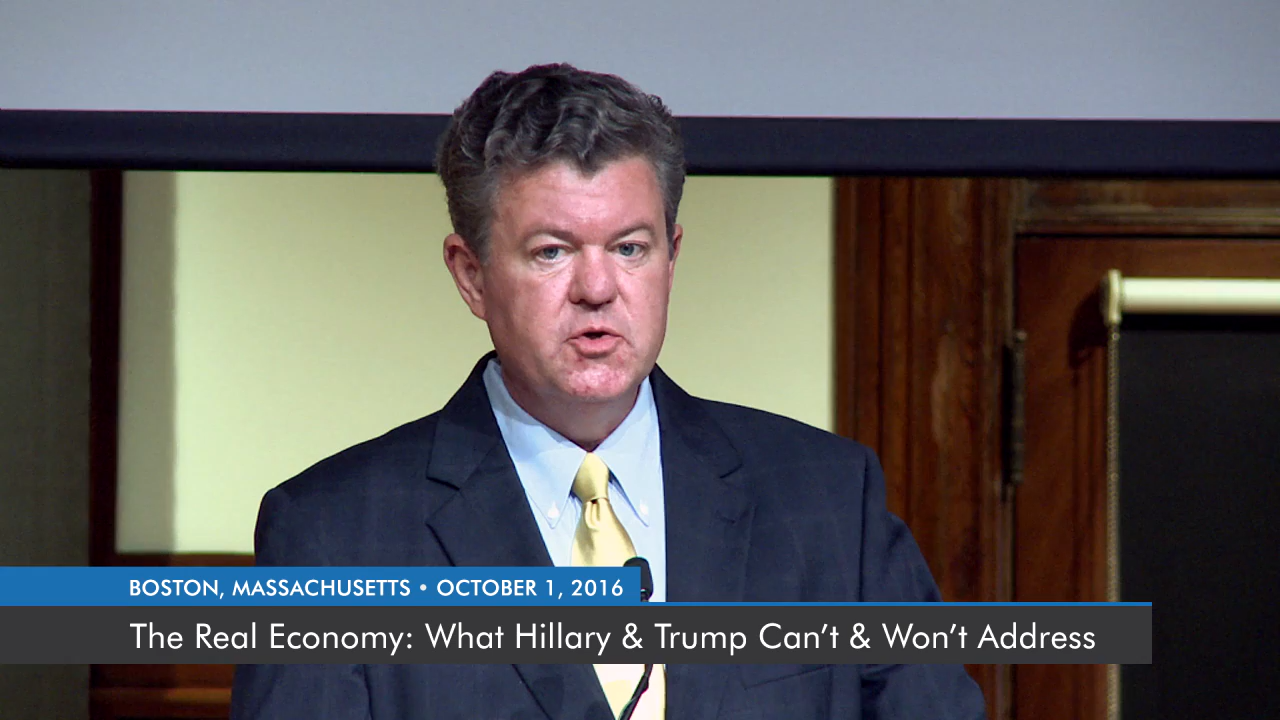 BOSTON, MASSACHUSETTS • OCTOBER 1, 2016
The Real Economy: What Hillary & Trump Can’t & Won’t Address